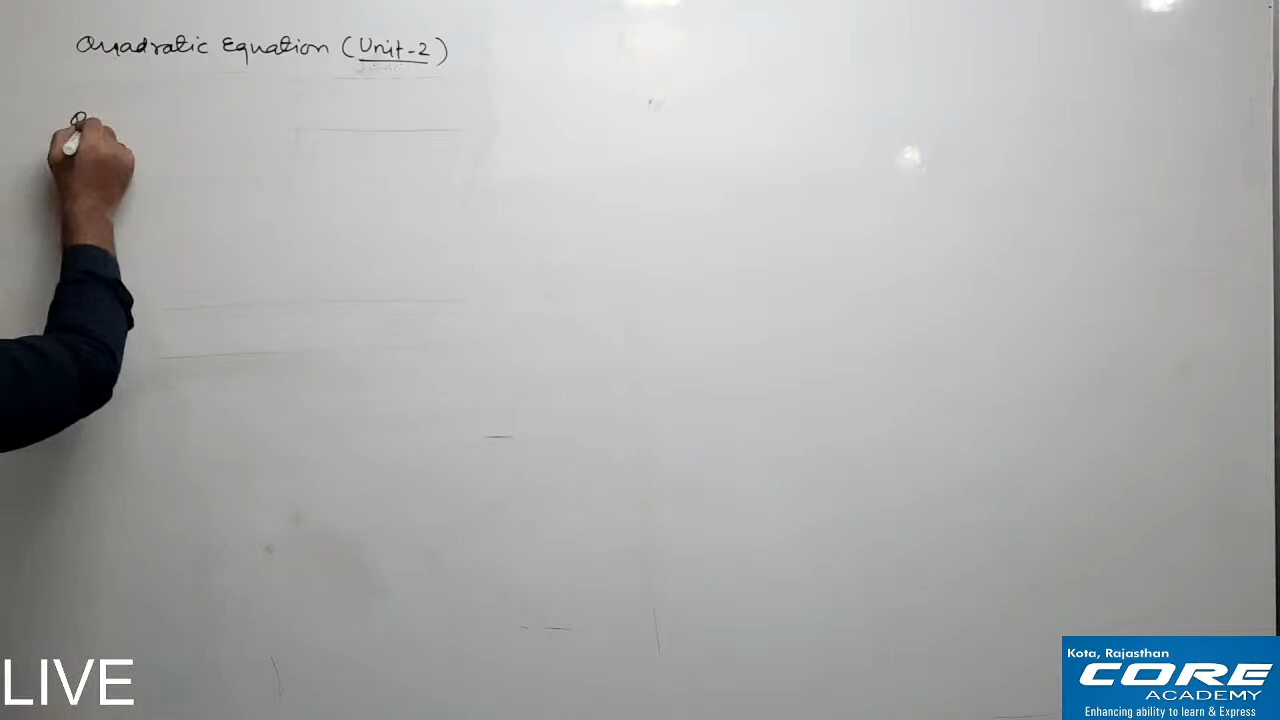 Quadratic Equation (Unit-2)
LIVE
Kota, Rajasthan
CORE
ACADEMY
Enhancing ability to learn & Express